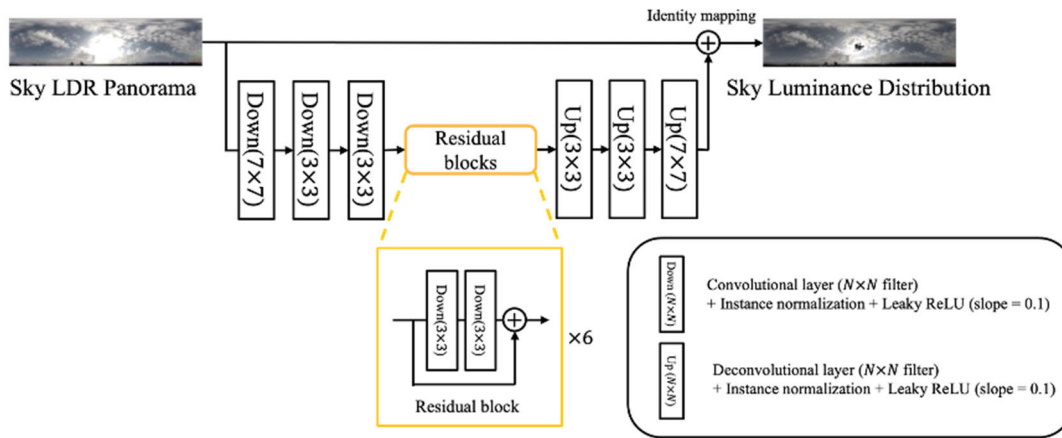 Identity mapping
Sky LDR Panorama
Sky Luminance Distribution
Down(7×7)
Down(3×3)
Down(3×3)
Residual
blocks
Up(3×3)
Up(3×3)
Up(7×7)
Down(3×3)
Down(3×3)
×6
Residual block
Down (N×N)
Convolutional layer (N×N filter)
+ Instance normalization + Leaky ReLU (slope = 0.1)
Up (N×N)
Deconvolutional layer (N×N filter)
+ Instance normalization + Leaky ReLU (slope = 0.1)